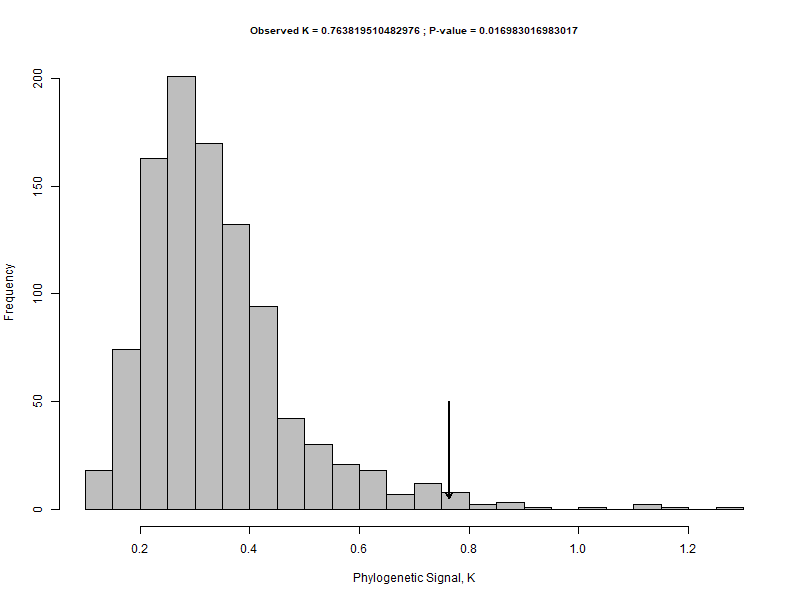 Observed K = 0.763819510482976 ; P-value = 0.016983016983017
200
150
100
50
0
Frequency
0.2 0.4 0.6 0.8 1.0 1.2
Phylogenetic Signal, K